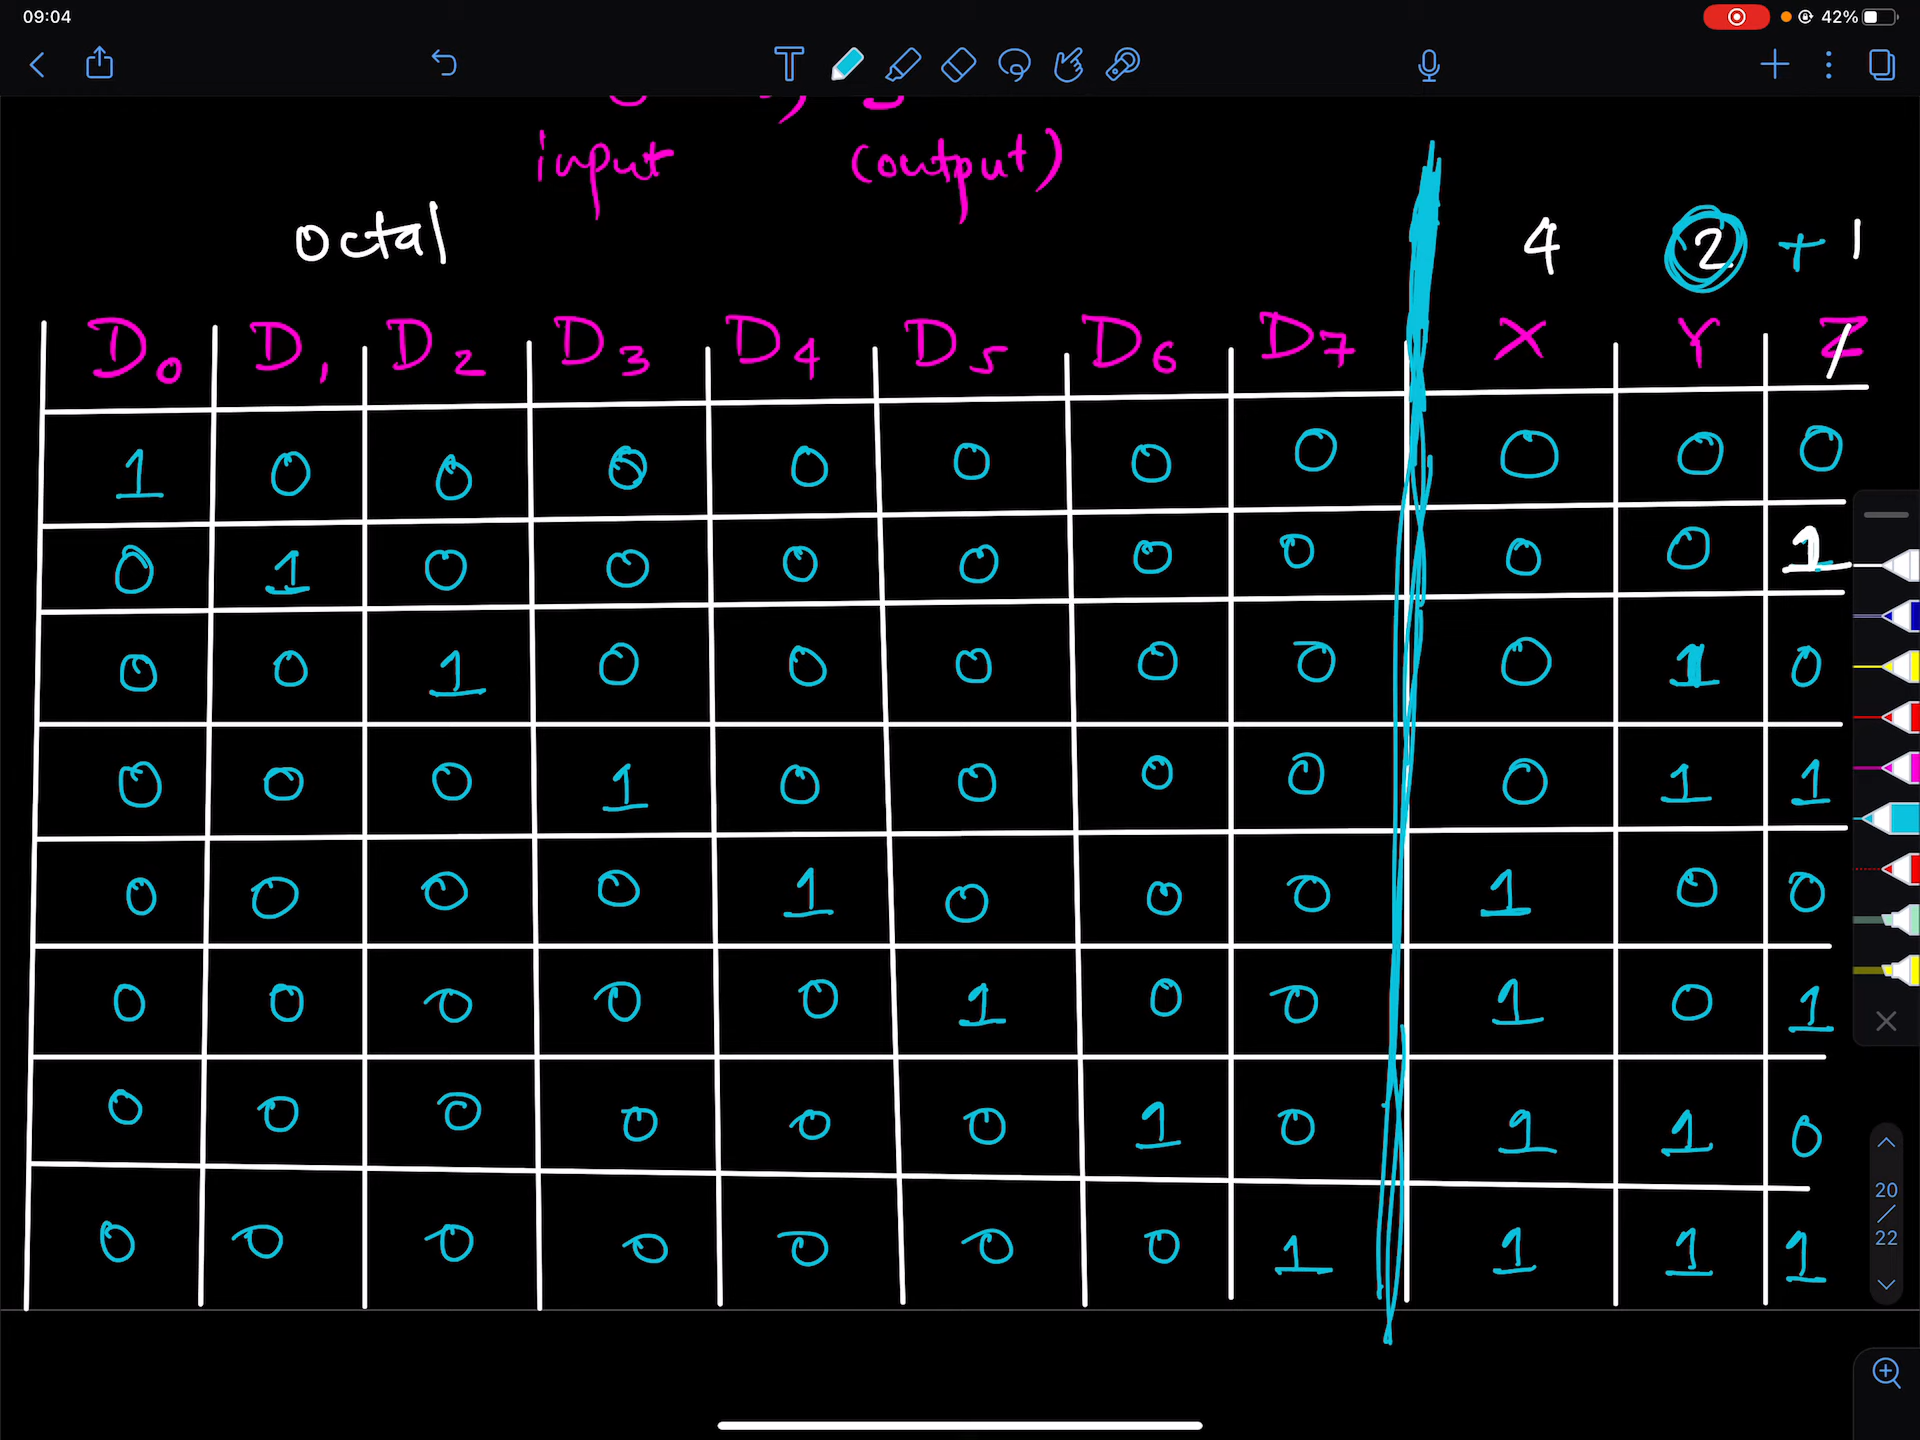 09:04 42%
input (output)
octal 4 2 + 1
D0 D1 D2 D3 D4 D5 D6 D7 X Y Z
1 0 0 0 0 0 0 0 0 0 0
0 1 0 0 0 0 0 0 0 0 1
0 0 1 0 0 0 0 0 0 1 0
0 0 0 1 0 0 0 0 0 1 1
0 0 0 0 1 0 0 0 1 0 0
0 0 0 0 0 1 0 0 1 0 1
0 0 0 0 0 0 1 0 1 1 0
0 0 0 0 0 0 0 1 1 1 1
20
/
22